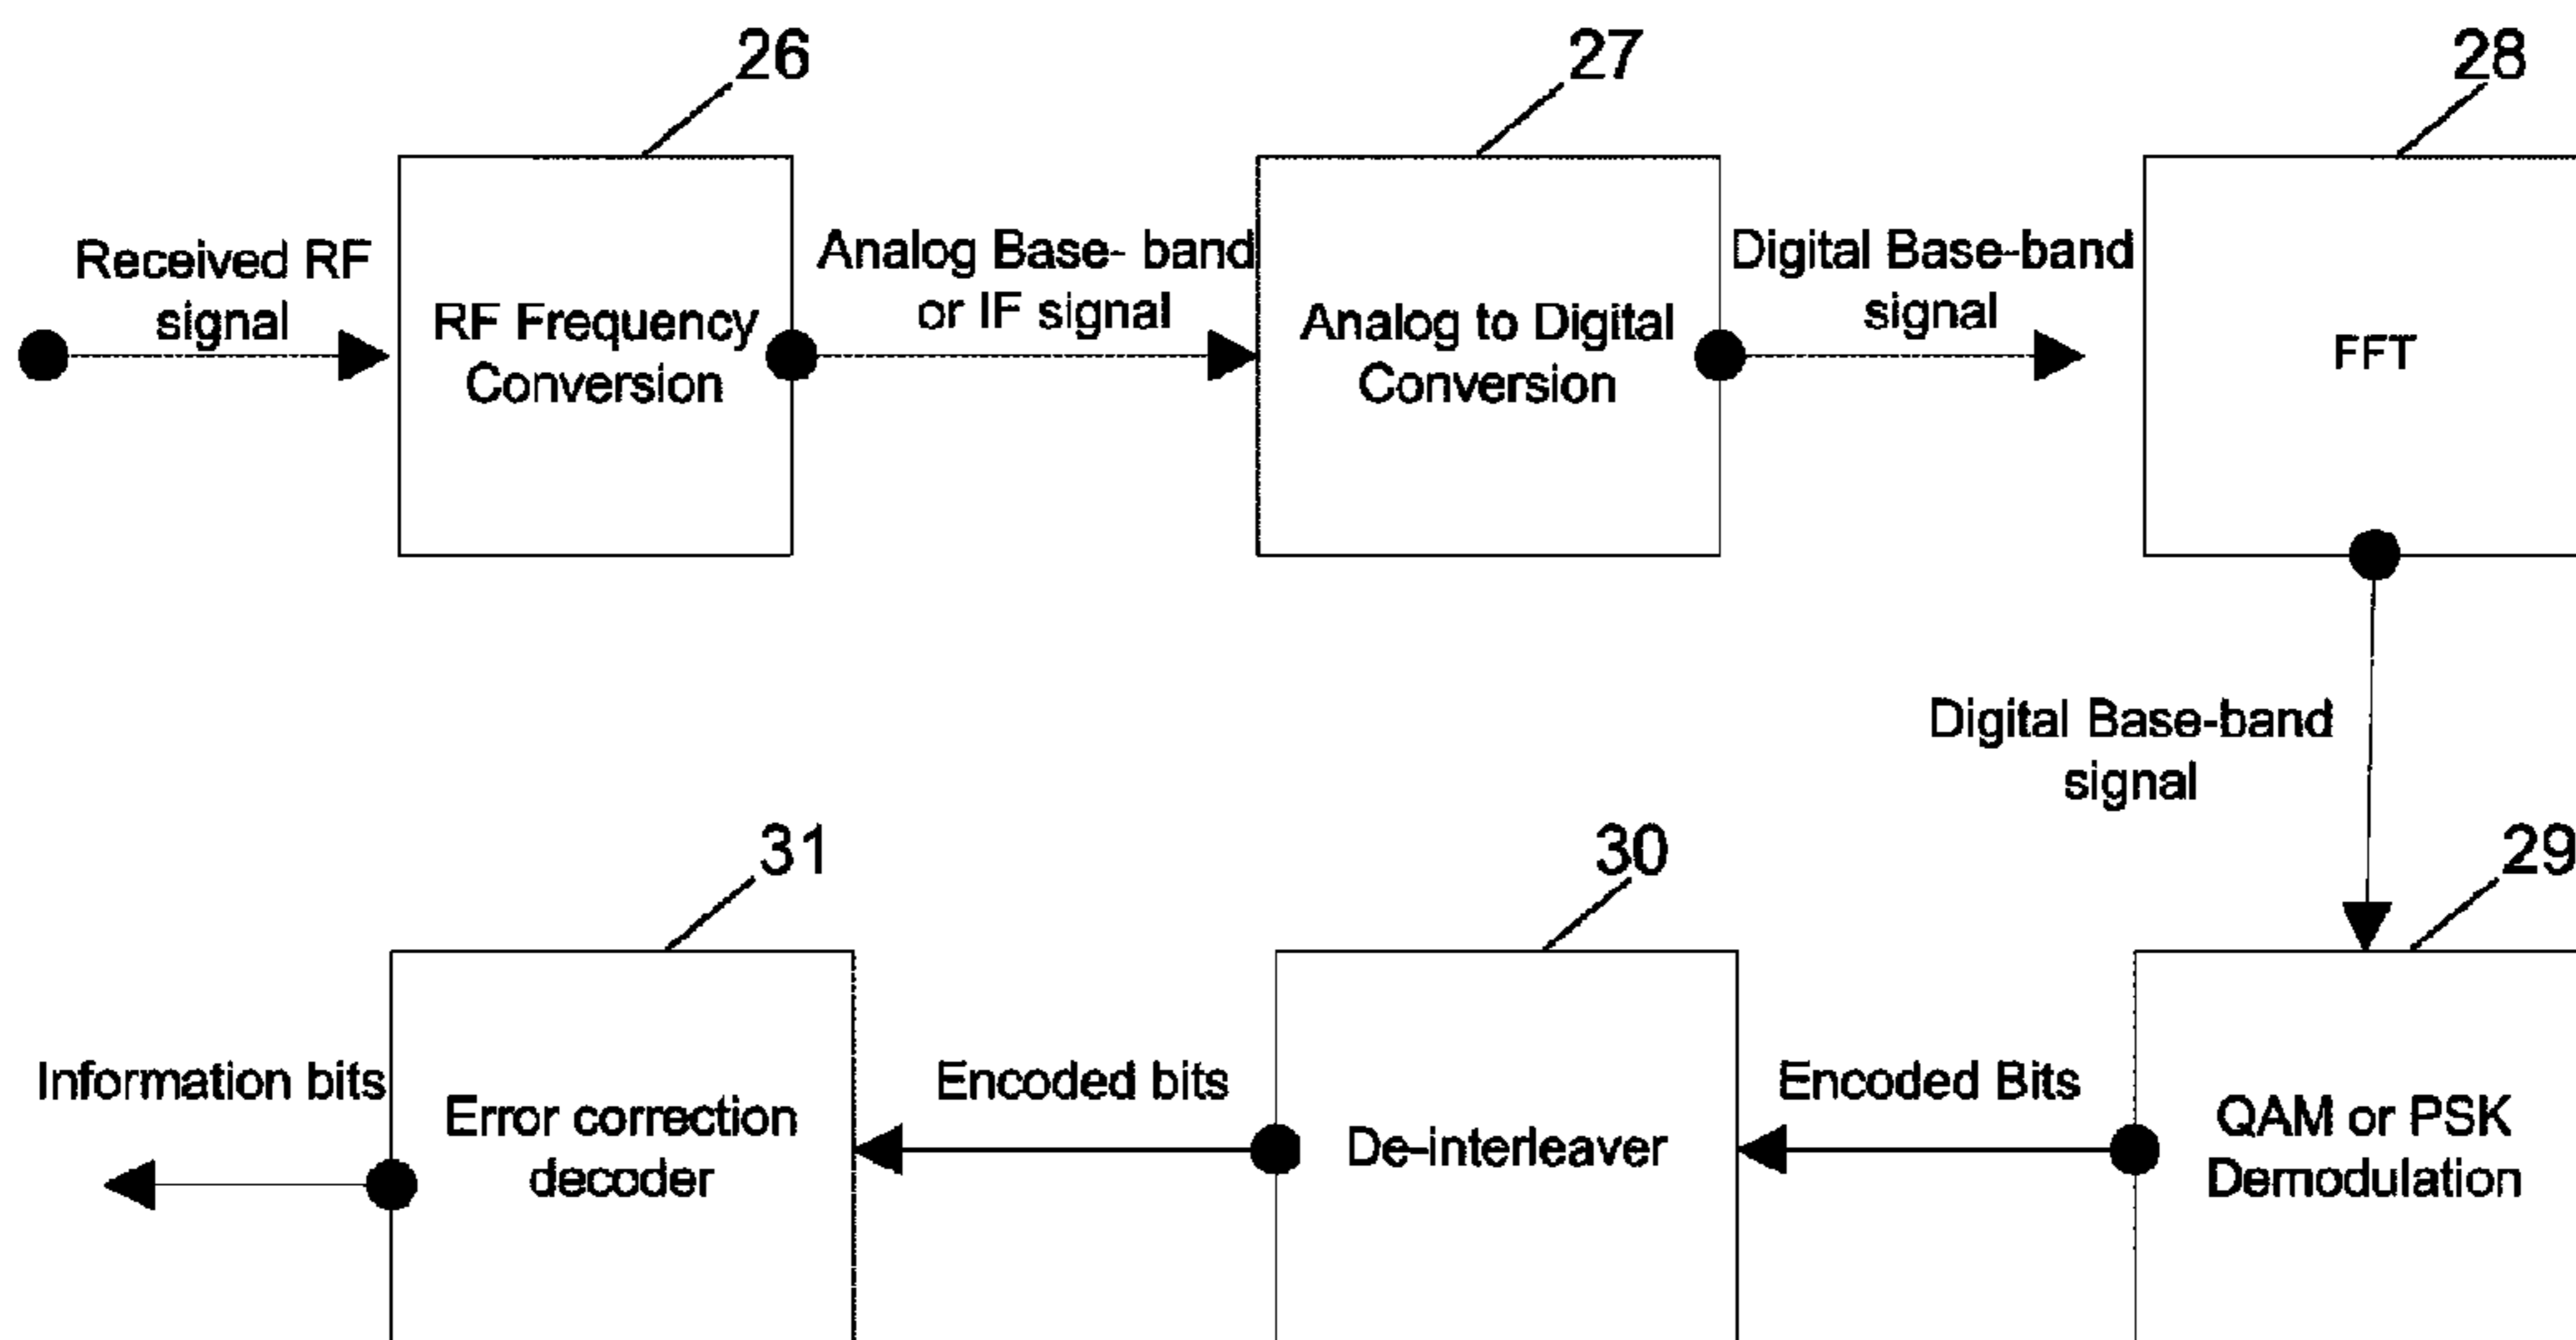 26
27
28
Received RF
signal
RF Frequency
Conversion
Analog Base- band
or IF signal
Analog to Digital
Conversion
Digital Base-band
signal
FFT
Digital Base-band
signal
31
30
29
Information bits
Error correction
decoder
Encoded bits
De-interleaver
Encoded Bits
QAM or PSK
Demodulation